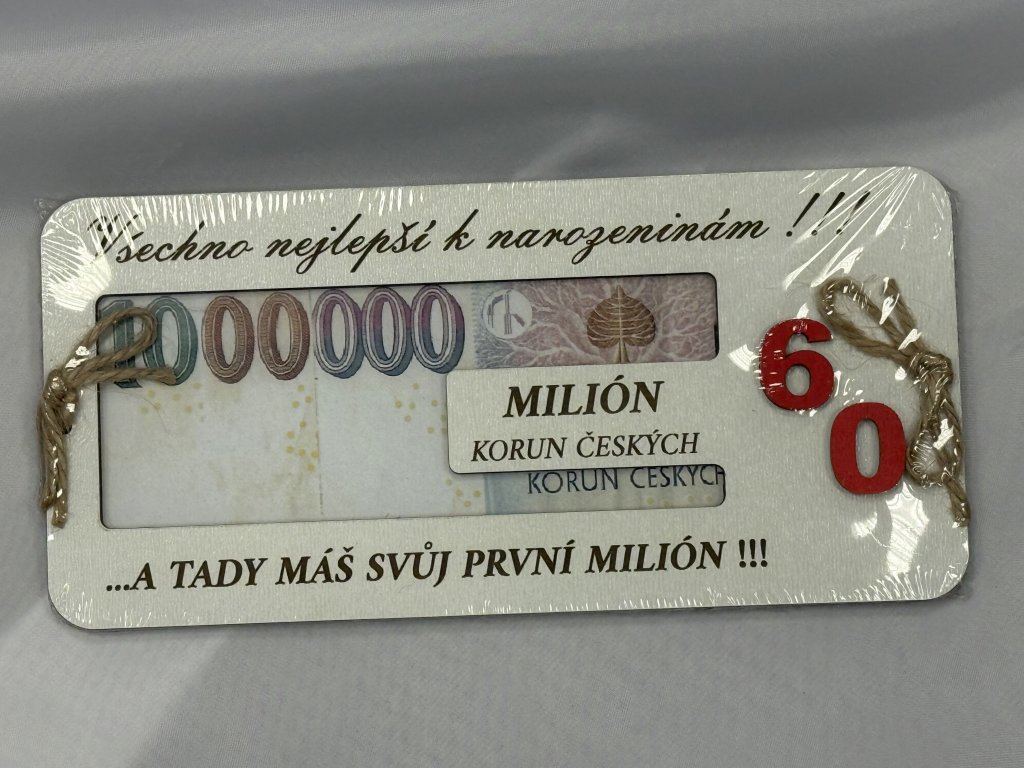 Všechno nejlepší k narozeninám !!!
1000000
MILIÓN
KORUN ČESKÝCH
KORUN ČESKÝCH
60
...A TADY MÁŠ SVŮJ PRVNÍ MILIÓN !!!